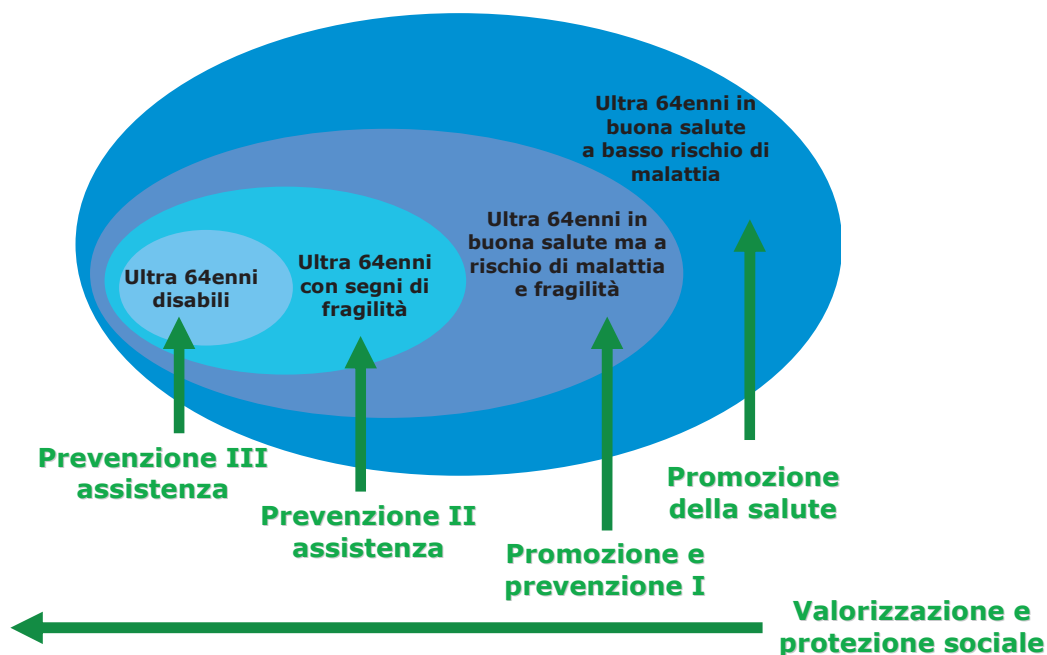 Ultra 64enni in
buona salute
a basso rischio di
malattia
Ultra 64enni in
buona salute ma a
rischio di malattia
e fragilità
Ultra 64enni
con segni di
fragilità
Ultra 64enni
disabili
Prevenzione III
assistenza
Prevenzione II
assistenza
Promozione e
prevenzione I
Promozione
della salute
Valorizzazione e
protezione sociale